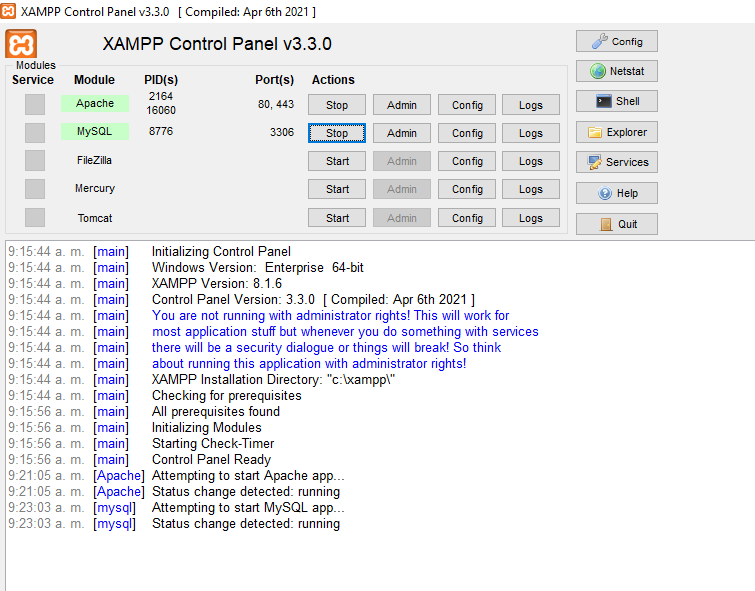 XAMPP Control Panel v3.3.0 [ Compiled: Apr 6th 2021 ]
XAMPP Control Panel v3.3.0
Config
Modules
Service Module PID(s) Port(s) Actions
Netstat
Apache 2164 16060 80, 443 Stop Admin Config Logs
Shell
MySQL 8776 3306 Stop Admin Config Logs
Explorer
FileZilla Start Admin Config Logs
Services
Mercury Start Admin Config Logs
Help
Tomcat Start Admin Config Logs
Quit
9:15:44 a. m. [main] Initializing Control Panel
9:15:44 a. m. [main] Windows Version: Enterprise 64-bit
9:15:44 a. m. [main] XAMPP Version: 8.1.6
9:15:44 a. m. [main] Control Panel Version: 3.3.0 [ Compiled: Apr 6th 2021 ]
9:15:44 a. m. [main] You are not running with administrator rights! This will work for
9:15:44 a. m. [main] most application stuff but whenever you do something with services
9:15:44 a. m. [main] there will be a security dialogue or things will break! So think
9:15:44 a. m. [main] about running this application with administrator rights!
9:15:44 a. m. [main] XAMPP Installation Directory: "c:\xampp\"
9:15:44 a. m. [main] Checking for prerequisites
9:15:56 a. m. [main] All prerequisites found
9:15:56 a. m. [main] Initializing Modules
9:15:56 a. m. [main] Starting Check-Timer
9:15:56 a. m. [main] Control Panel Ready
9:21:05 a. m. [Apache] Attempting to start Apache app...
9:21:05 a. m. [Apache] Status change detected: running
9:23:03 a. m. [mysql] Attempting to start MySQL app...
9:23:03 a. m. [mysql] Status change detected: running